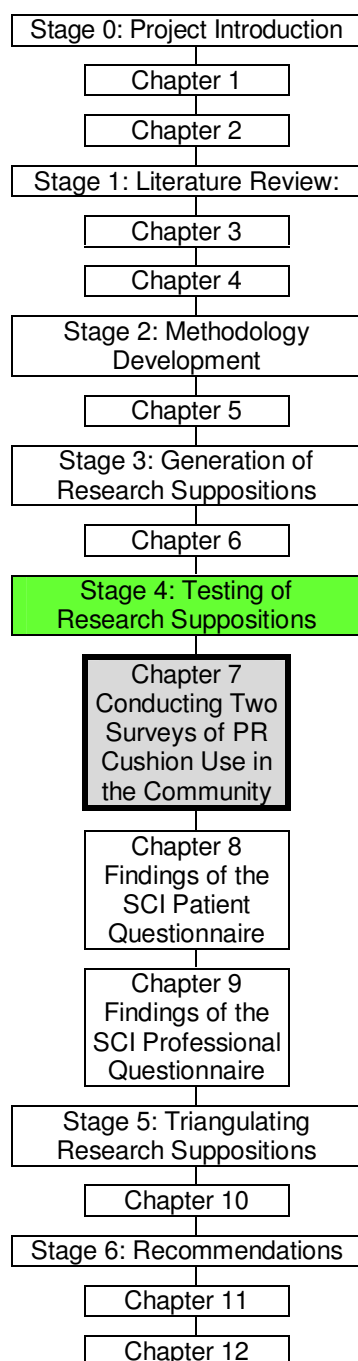 Stage 0: Project Introduction
Chapter 1
Chapter 2
Stage 1: Literature Review:
Chapter 3
Chapter 4
Stage 2: Methodology
Development
Chapter 5
Stage 3: Generation of
Research Suppositions
Chapter 6
Stage 4: Testing of
Research Suppositions
Chapter 7
Conducting Two
Surveys of PR
Cushion Use in
the Community
Chapter 8
Findings of the
SCI Patient
Questionnaire
Chapter 9
Findings of the
SCI Professional
Questionnaire
Stage 5: Triangulating
Research Suppositions
Chapter 10
Stage 6: Recommendations
Chapter 11
Chapter 12